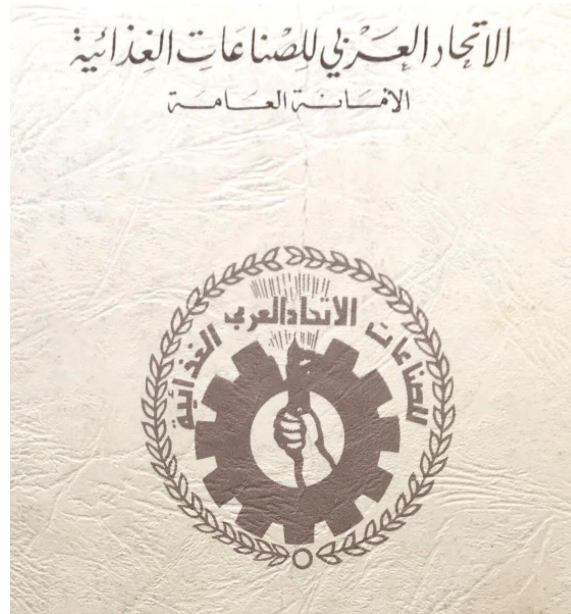 الاتحاد العربي للصناعات الغذائية
الأمانة العامة
الاتحاد العربي
للصناعات الغذائية